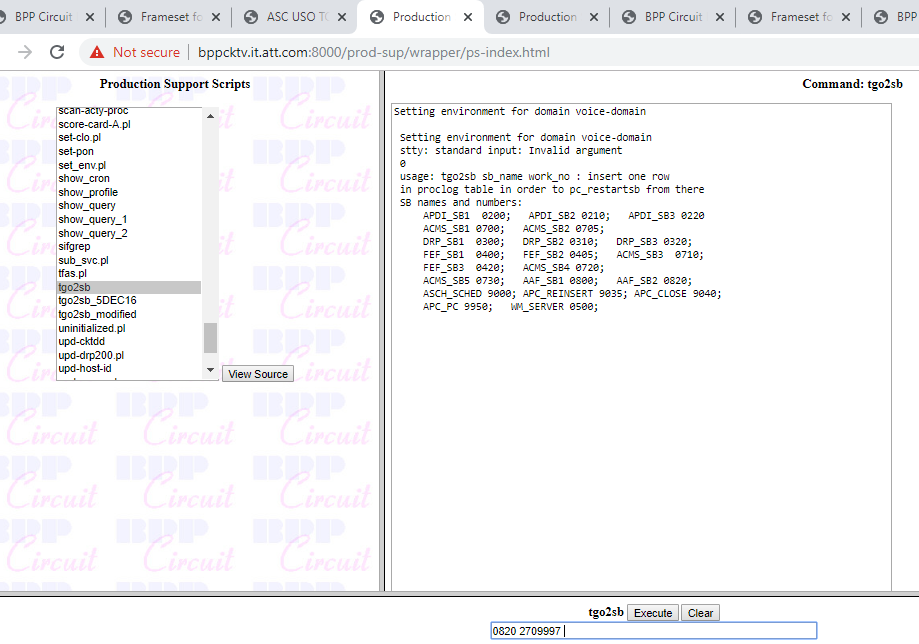 BPP Circuit
Frameset fo
ASC USO TO
Production
Production
BPP Circuit
Frameset fo
BPP
Not secure
bppcktv.it.att.com:8000/prod-sup/wrapper/ps-index.html
Production Support Scripts
scan-acty-proc
score-card-A.pl
set-clo.pl
set-pon
set_env.pl
show_cron
show_profile
show_query
show_query_1
show_query_2
sifgrep
sub_svc.pl
tfas.pl
tgo2sb
tgo2sb_5DEC16
tgo2sb_modified
uninitialized.pl
upd-cktdd
upd-drp200.pl
upd-host-id
View Source
BPP Circuit
Command: tgo2sb
Setting environment for domain voice-domain
Setting environment for domain voice-domain
stty: standard input: Invalid argument
0
usage: tgo2sb sb_name work_no : insert one row
in proclog table in order to pc_restartsb from there
SB names and numbers:
APDI_SB1 0200; APDI_SB2 0210; APDI_SB3 0220
ACMS_SB1 0700; ACMS_SB2 0705;
DRP_SB1 0300; DRP_SB2 0310; DRP_SB3 0320;
FEF_SB1 0400; FEF_SB2 0405; ACMS_SB3 0710;
FEF_SB3 0420; ACMS_SB4 0720;
ACMS_SB5 0730; AAF_SB1 0800; AAF_SB2 0820;
ASCH_SCHED 9000; APC_REINSERT 9035; APC_CLOSE 9040;
APC_PC 9950; WM_SERVER 0500;
tgo2sb Execute Clear
0820 2709997